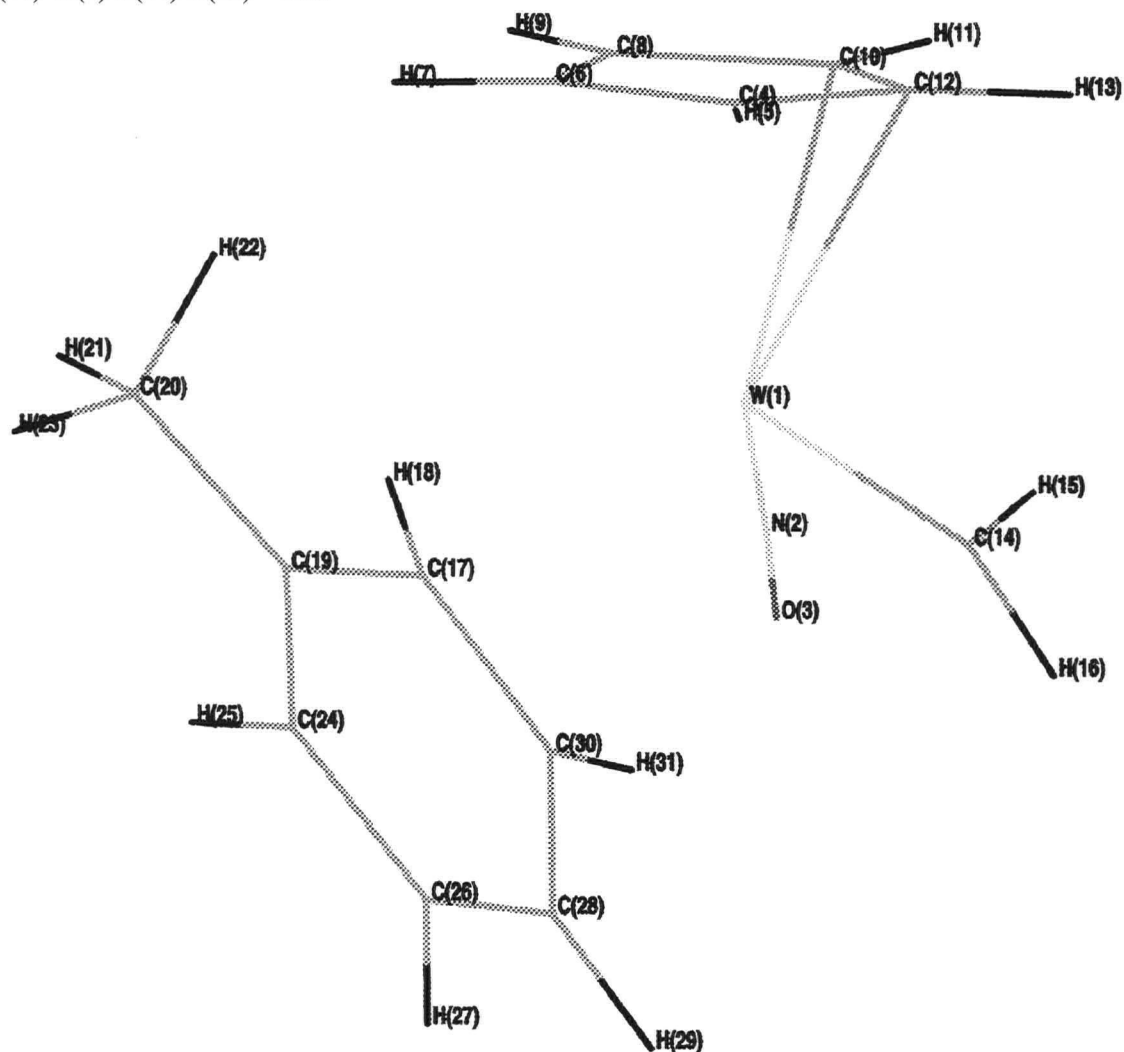 H(9)
C(8)
C(10)
H(11)
H(7)
C(6)
C(4)
C(12)
H(13)
H(5)
H(22)
H(21)
C(20)
W(1)
H(23)
H(18)
H(15)
N(2)
C(14)
C(19)
C(17)
O(3)
H(16)
H(25)
C(24)
C(30)
H(31)
C(26)
C(28)
H(27)
H(29)